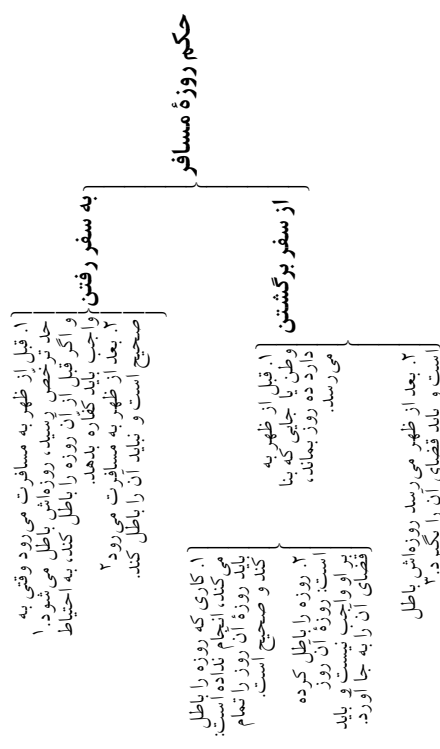 حکم روزهٔ مسافر
به سفر رفتن
۱. قبل از ظهر به مسافرت می‌رود وقتی به
حد ترخص رسید، روزه‌اش باطل می‌شود.۱
و اگر قبل از آن روزه را باطل کند، به احتیاط
واجب باید کفّاره بدهد.
۲. بعد از ظهر به مسافرت می‌رود۲
صحیح است و نباید آن را باطل کند.
از سفر برگشتن
۱. قبل از ظهر به
وطن یا جایی که بنا
دارد ده روز بماند،
می‌رسد.
۱. کاری که روزه را باطل
می‌کند، انجام نداده است:
باید روزهٔ آن روز را تمام
کند و صحیح است.
۲. روزه را باطل کرده
است: روزهٔ آن روز
بر او واجب نیست و باید
قضای آن را به جا آورد.
۲. بعد از ظهر می‌رسد روزه‌اش باطل
است و باید قضای آن را بگیرد.۳